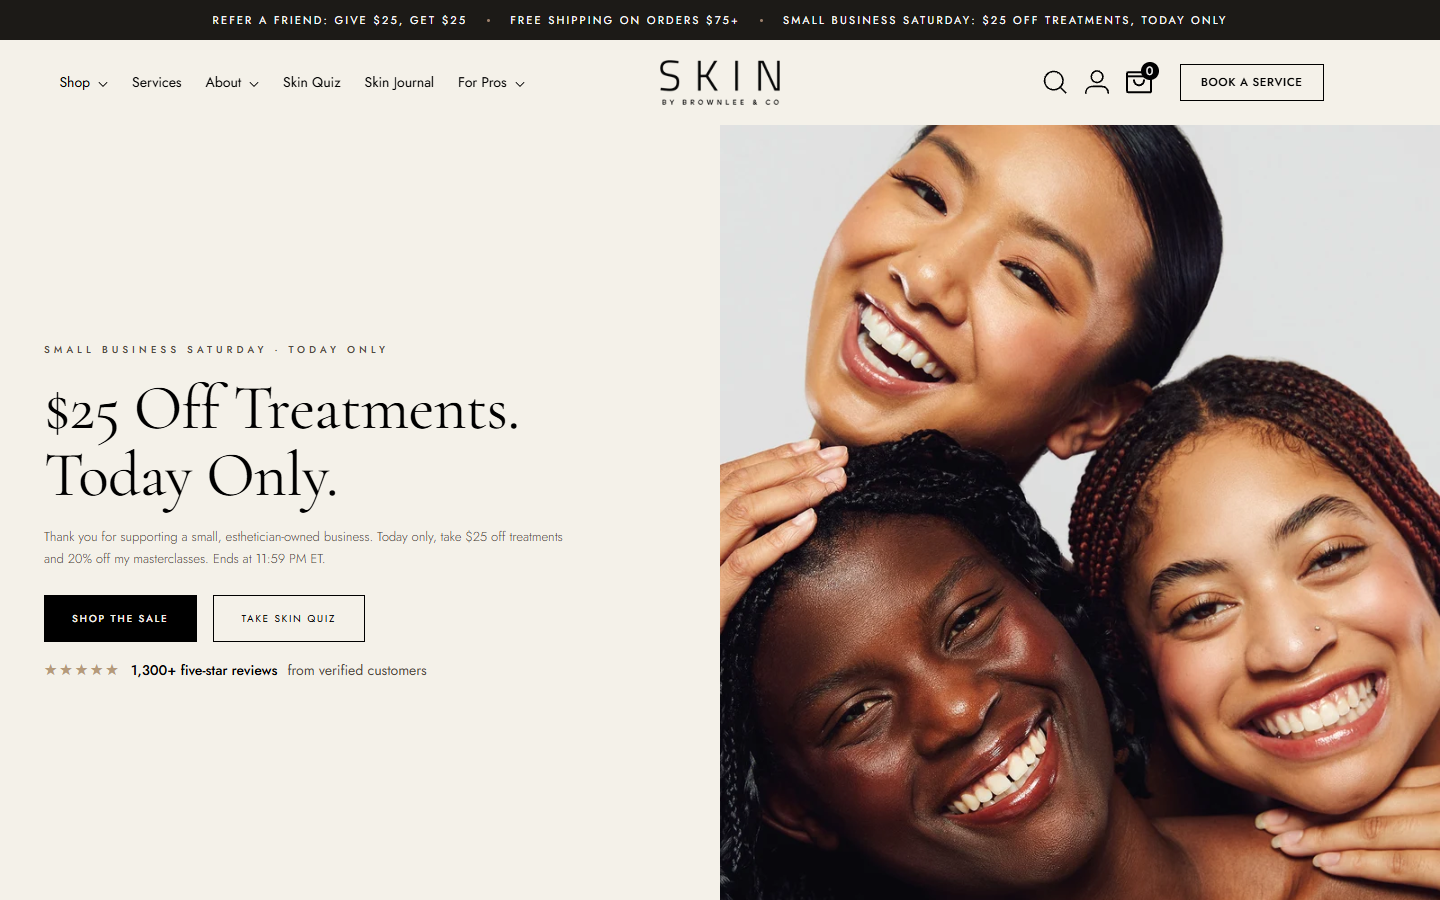 REFER A FRIEND: GIVE $25, GET $25 • FREE SHIPPING ON ORDERS $75+ • SMALL BUSINESS SATURDAY: $25 OFF TREATMENTS, TODAY ONLY
Shop Services About Skin Quiz Skin Journal For Pros
SKIN
BY BROWNLEE & CO
0
BOOK A SERVICE
SMALL BUSINESS SATURDAY · TODAY ONLY
$25 Off Treatments.
Today Only.
Thank you for supporting a small, esthetician-owned business. Today only, take $25 off treatments
and 20% off my masterclasses. Ends at 11:59 PM ET.
SHOP THE SALE TAKE SKIN QUIZ
★★★★★ 1,300+ five-star reviews from verified customers